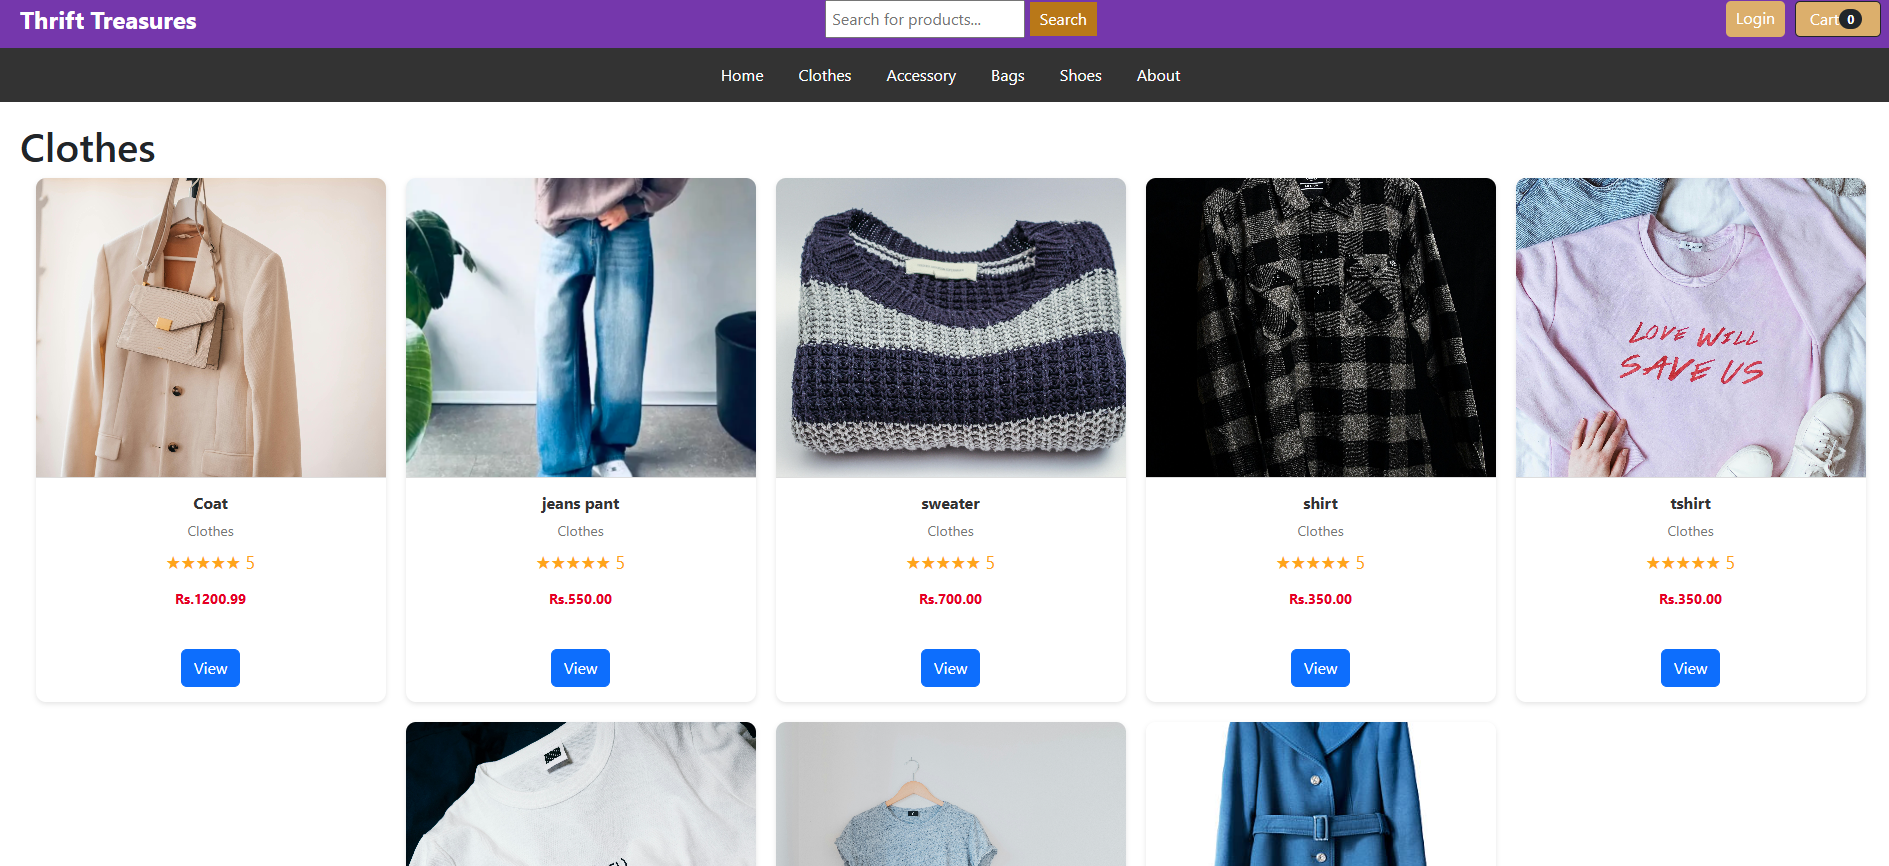 Thrift Treasures
Search for products...
Search
Login
Cart 0
Home Clothes Accessory Bags Shoes About
Clothes
LOVE WILL
SAVE US
Coat
Clothes
★★★★★ 5
Rs.1200.99
View
jeans pant
Clothes
★★★★★ 5
Rs.550.00
View
sweater
Clothes
★★★★★ 5
Rs.700.00
View
shirt
Clothes
★★★★★ 5
Rs.350.00
View
tshirt
Clothes
★★★★★ 5
Rs.350.00
View